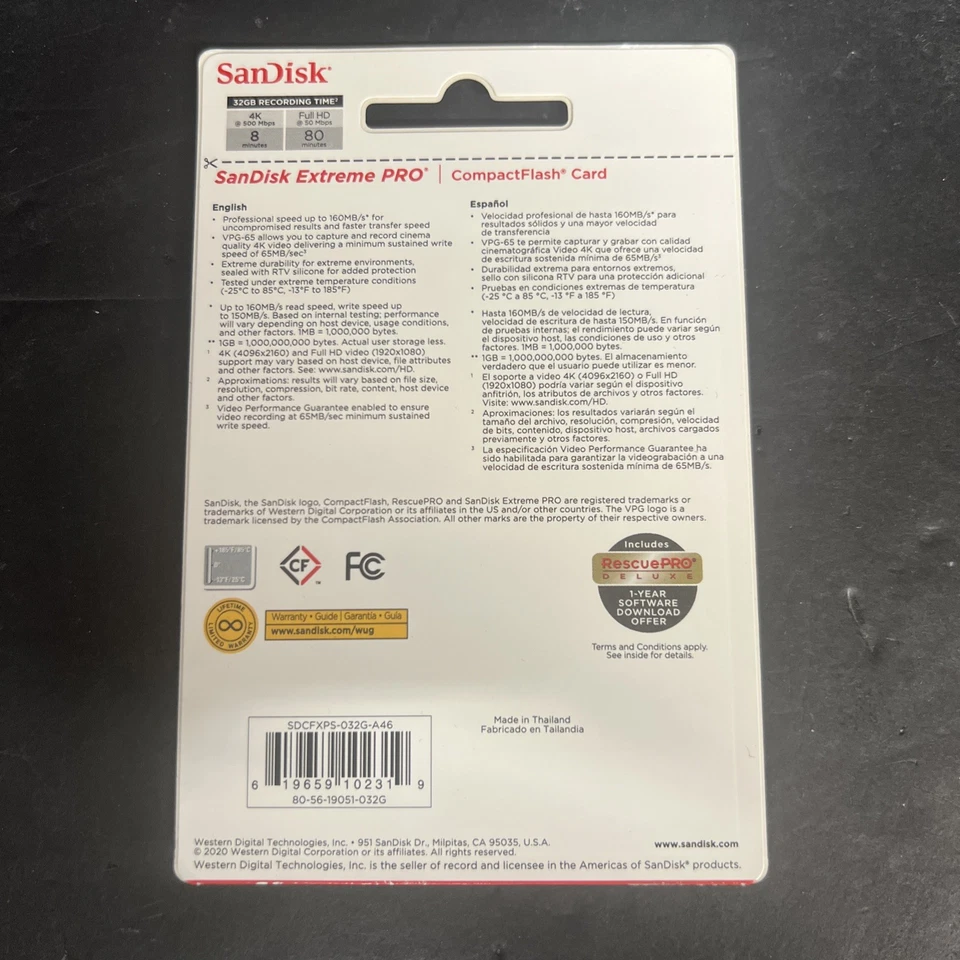 SanDisk®
32GB RECORDING TIME²
4K
@ 500 Mbps
8
minutes
Full HD
@ 50 Mbps
80
minutes
SanDisk Extreme PRO® | CompactFlash® Card
English
• Professional speed up to 160MB/s* for
uncompromised results and faster transfer speed
• VPG-65 allows you to capture and record cinema
quality 4K video delivering a minimum sustained write
speed of 65MB/sec³
• Extreme durability for extreme environments,
sealed with RTV silicone for added protection
• Tested under extreme temperature conditions
(-25°C to 85°C, -13°F to 185°F)
* Up to 160MB/s read speed, write speed up
to 150MB/s. Based on internal testing; performance
will vary depending on host device, usage conditions,
and other factors. 1MB = 1,000,000 bytes.
** 1GB = 1,000,000,000 bytes. Actual user storage less.
¹ 4K (4096x2160) and Full HD video (1920x1080)
support may vary based on host device, file attributes
and other factors. See: www.sandisk.com/HD.
² Approximations: results will vary based on file size,
resolution, compression, bit rate, content, host device
and other factors.
³ Video Performance Guarantee enabled to ensure
video recording at 65MB/sec minimum sustained
write speed.
Español
• Velocidad profesional de hasta 160MB/s* para
resultados sólidos y una mayor velocidad
de transferencia
• VPG-65 te permite capturar y grabar con calidad
cinematográfica Video 4K que ofrece una velocidad
de escritura sostenida mínima de 65MB/s³
• Durabilidad extrema para entornos extremos,
sello con silicona RTV para una protección adicional
• Pruebas en condiciones extremas de temperatura
(-25 °C a 85 °C, -13 °F a 185 °F)
* Hasta 160MB/s de velocidad de lectura,
velocidad de escritura de hasta 150MB/s. En función
de pruebas internas; el rendimiento puede variar según
el dispositivo host, las condiciones de uso y otros
factores. 1MB = 1,000,000 bytes.
** 1GB = 1,000,000,000 bytes. El almacenamiento
verdadero que el usuario puede utilizar es menor.
¹ El soporte a video 4K (4096x2160) o Full HD
(1920x1080) podría variar según el dispositivo
anfitrión, los atributos de archivos y otros factores.
Visite: www.sandisk.com/HD.
² Aproximaciones: los resultados variarán según el
tamaño del archivo, resolución, compresión, velocidad
de bits, contenido, dispositivo host, archivos cargados
previamente y otros factores.
³ La especificación Video Performance Guarantee ha
sido habilitada para garantizar la videograbación a una
velocidad de escritura sostenida mínima de 65MB/s.
SanDisk, the SanDisk logo, CompactFlash, RescuePRO and SanDisk Extreme PRO are registered trademarks or
trademarks of Western Digital Corporation or its affiliates in the US and/or other countries. The VPG logo is a
trademark licensed by the CompactFlash Association. All other marks are the property of their respective owners.
+185°F/85°C
-13°F/25°C
CF™
FC
Includes
RescuePRO®
DELUXE
1-YEAR
SOFTWARE
DOWNLOAD
OFFER
LIFETIME
LIMITED WARRANTY
Warranty • Guide | Garantia • Guía
www.sandisk.com/wug
Terms and Conditions apply.
See inside for details.
SDCFXPS-032G-A46
6 19659 10231 9
80-56-19051-032G
Made in Thailand
Fabricado en Tailandia
Western Digital Technologies, Inc. • 951 SanDisk Dr., Milpitas, CA 95035, U.S.A.
© 2020 Western Digital Corporation or its affiliates. All rights reserved.
www.sandisk.com
Western Digital Technologies, Inc. is the seller of record and licensee in the Americas of SanDisk® products.